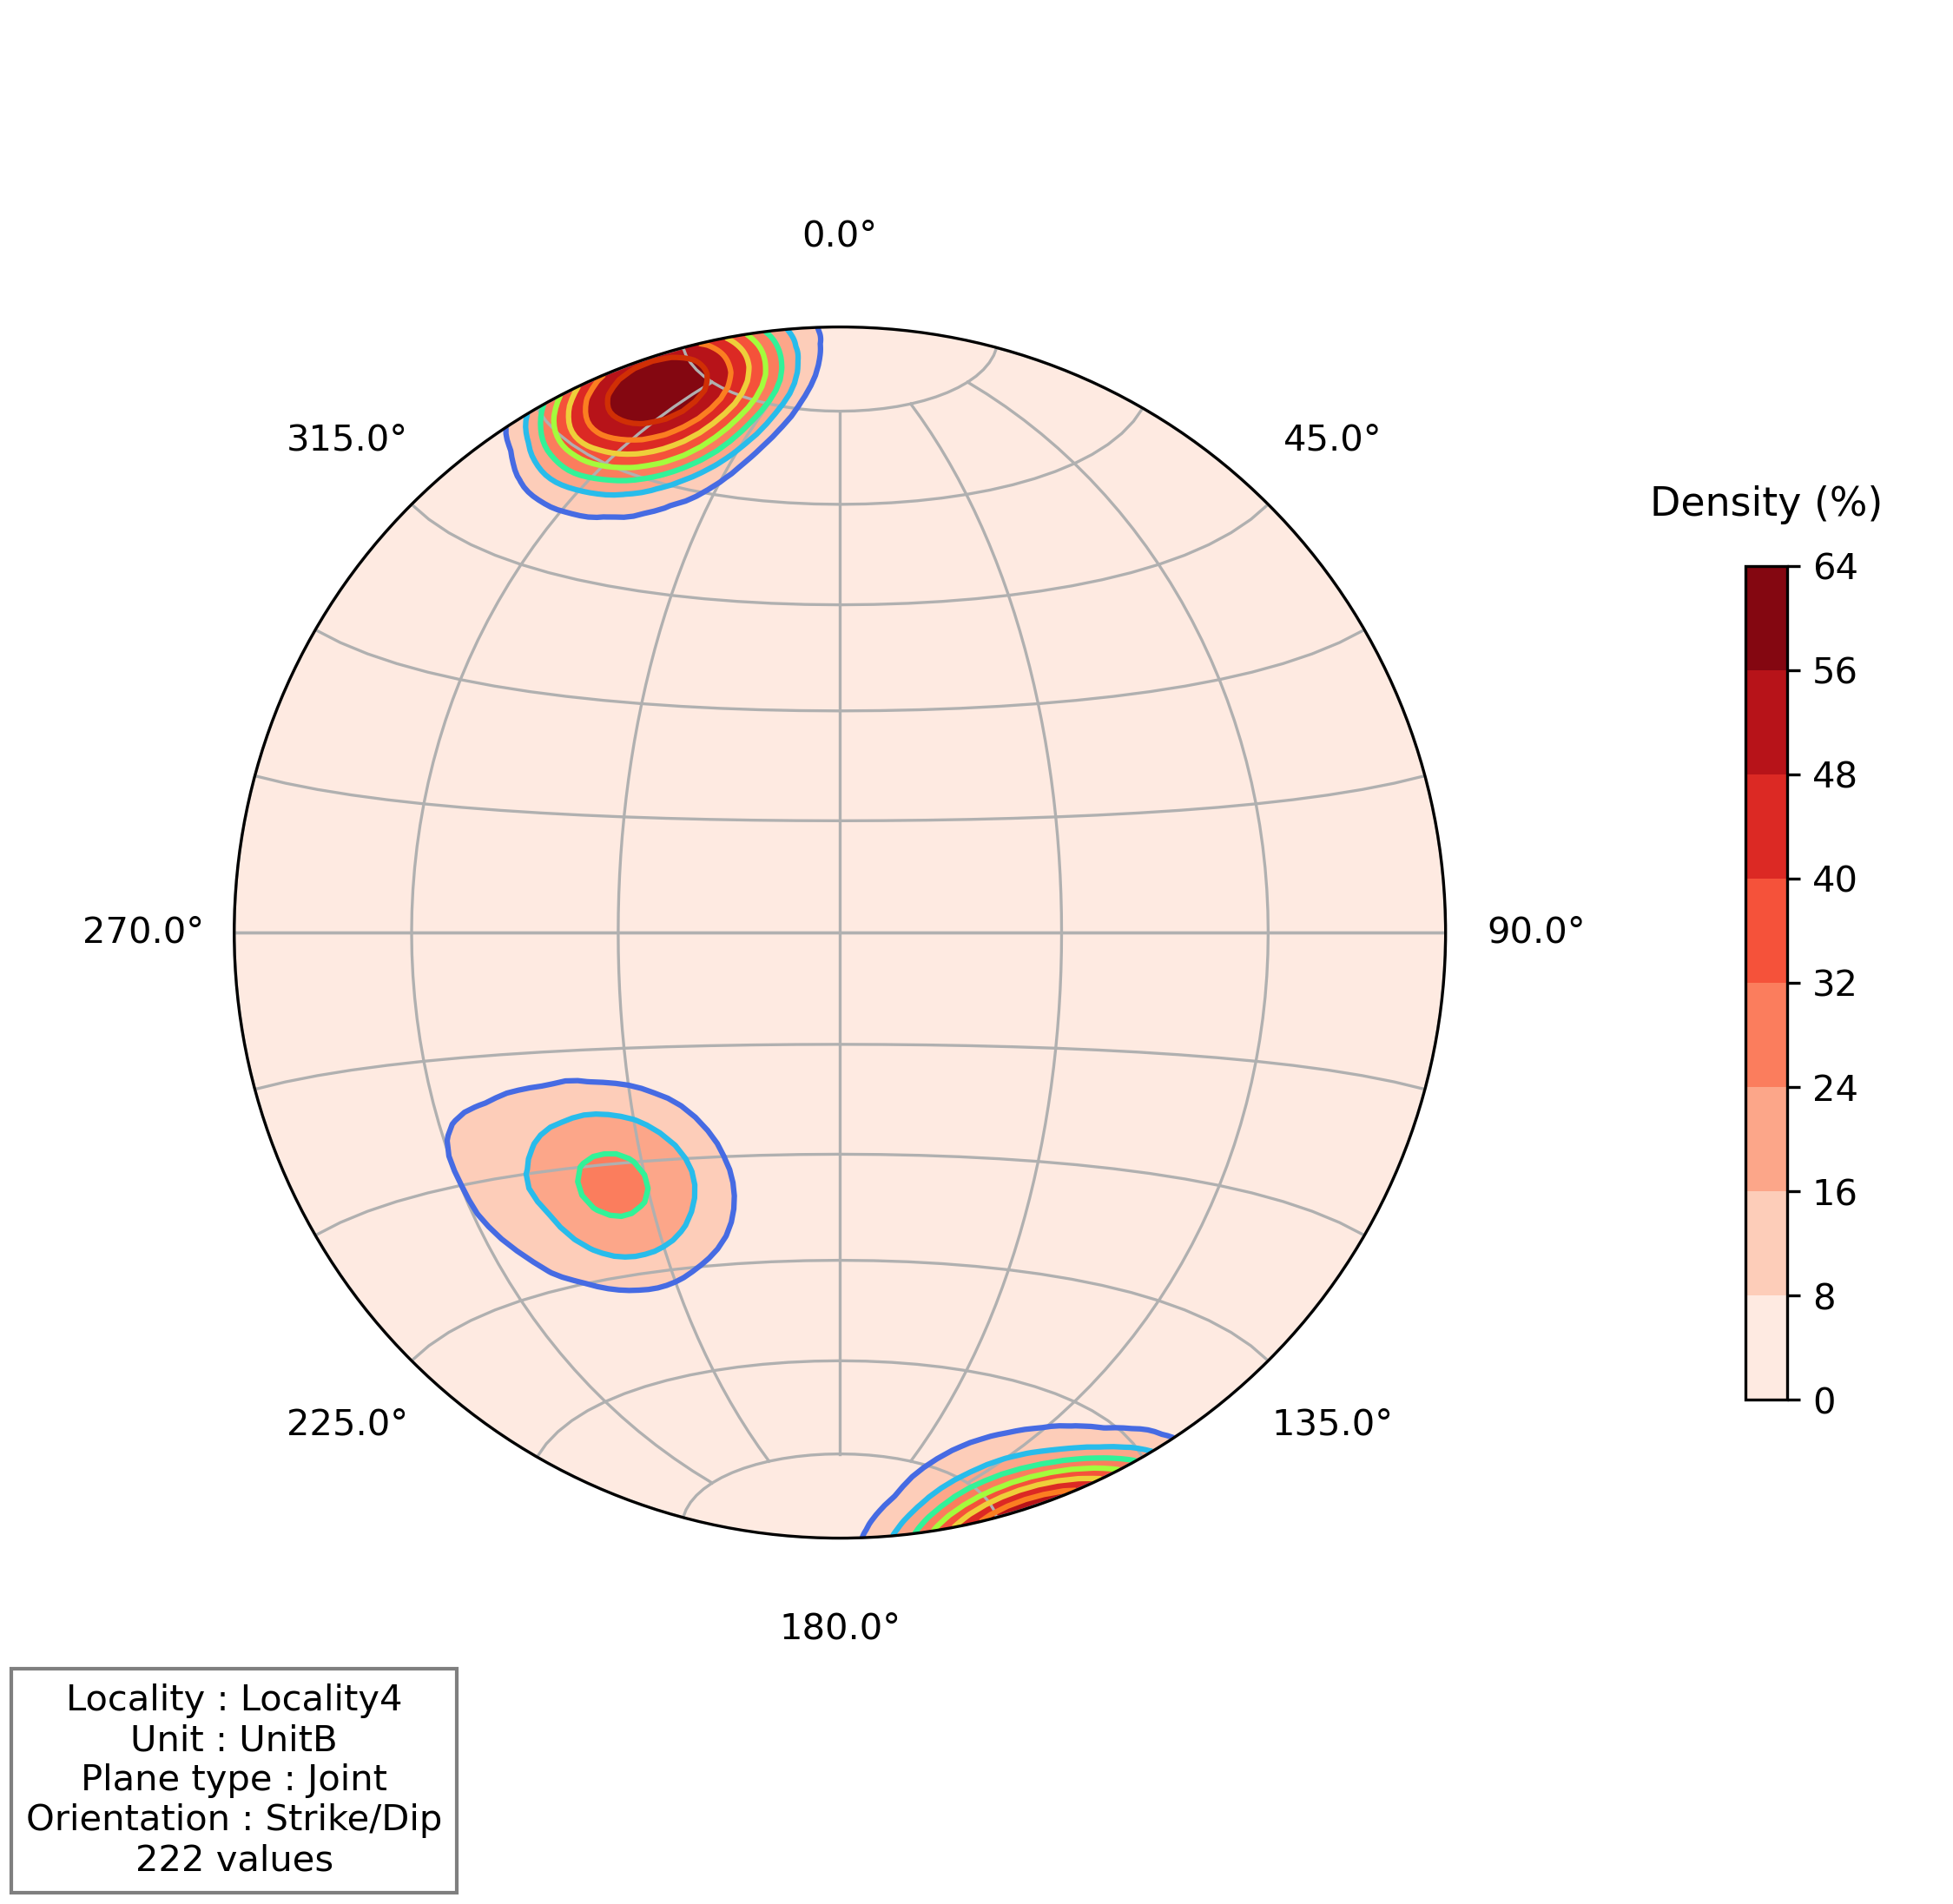 0.0°
315.0°
45.0°
Density (%)
64
56
48
40
32
24
16
8
0
270.0°
90.0°
225.0°
135.0°
180.0°
Locality : Locality4
Unit : UnitB
Plane type : Joint
Orientation : Strike/Dip
222 values